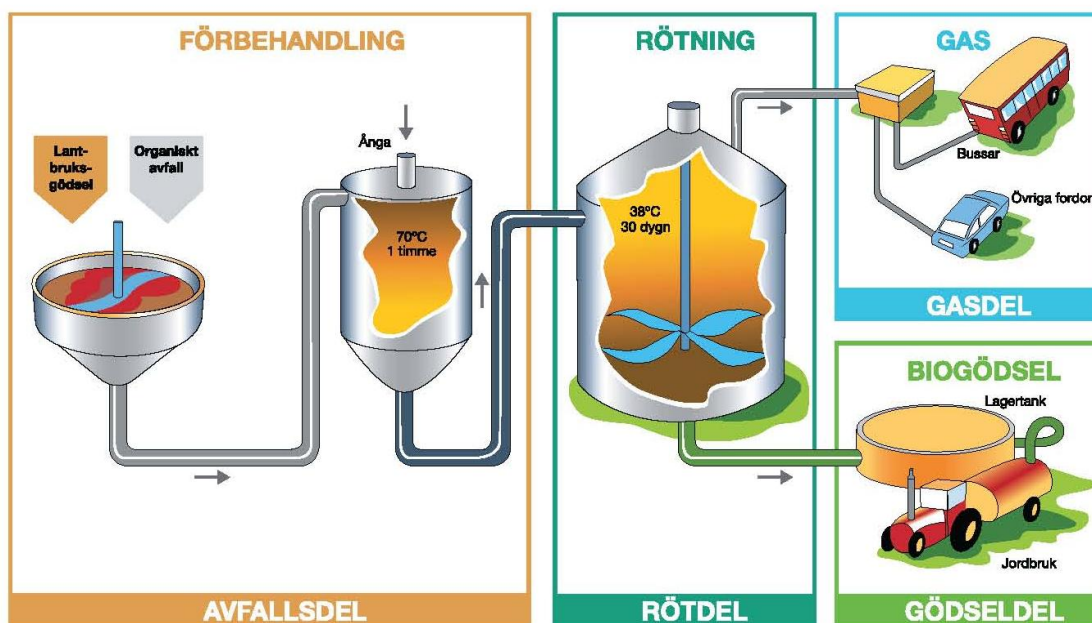 FÖRBEHANDLING
Lant-
bruks-
gödsel
Organiskt
avfall
Ånga
70°C
1 timme
AVFALLSDEL
RÖTNING
38°C
30 dygn
RÖTDEL
GAS
Bussar
Övriga fordon
GASDEL
BIOGÖDSEL
Lagertank
Jordbruk
GÖDSELDEL